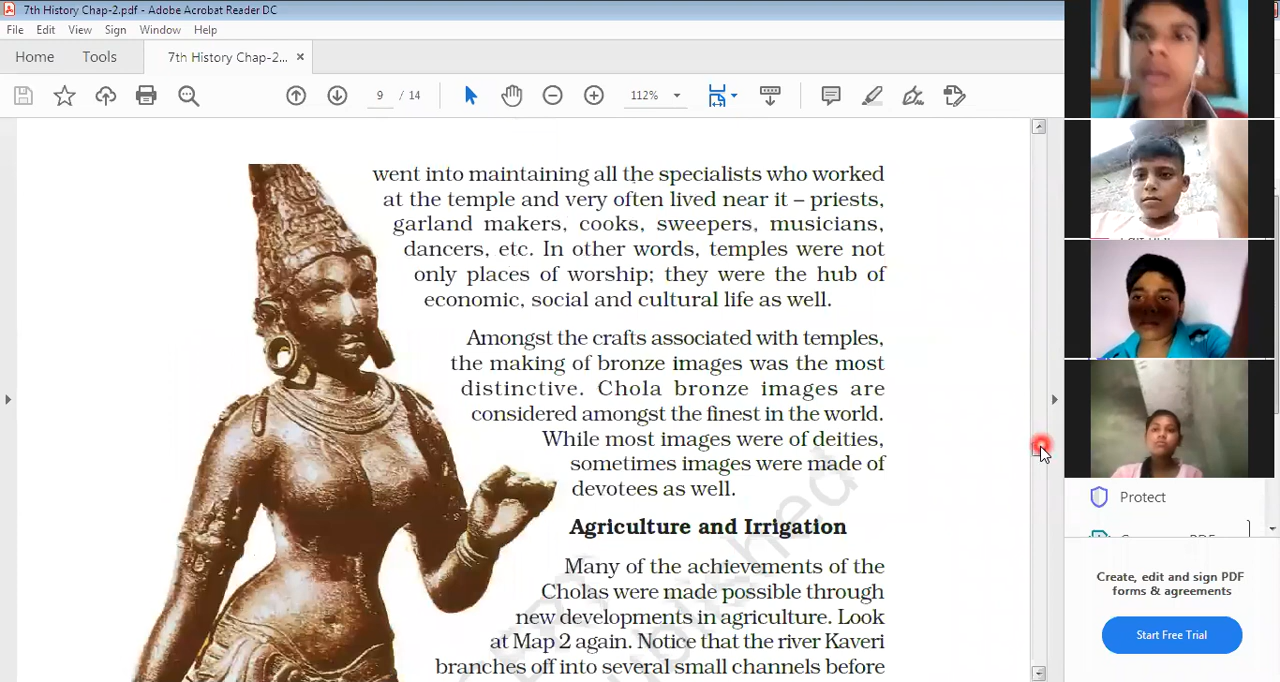 7th History Chap-2.pdf - Adobe Acrobat Reader DC
File Edit View Sign Window Help
Home Tools 7th History Chap-2... ×
9 / 14 112%
went into maintaining all the specialists who worked
at the temple and very often lived near it – priests,
garland makers, cooks, sweepers, musicians,
dancers, etc. In other words, temples were not
only places of worship; they were the hub of
economic, social and cultural life as well.
Amongst the crafts associated with temples,
the making of bronze images was the most
distinctive. Chola bronze images are
considered amongst the finest in the world.
While most images were of deities,
sometimes images were made of
devotees as well.
Agriculture and Irrigation
Many of the achievements of the
Cholas were made possible through
new developments in agriculture. Look
at Map 2 again. Notice that the river Kaveri
branches off into several small channels before
Protect
Create, edit and sign PDF
forms & agreements
Start Free Trial